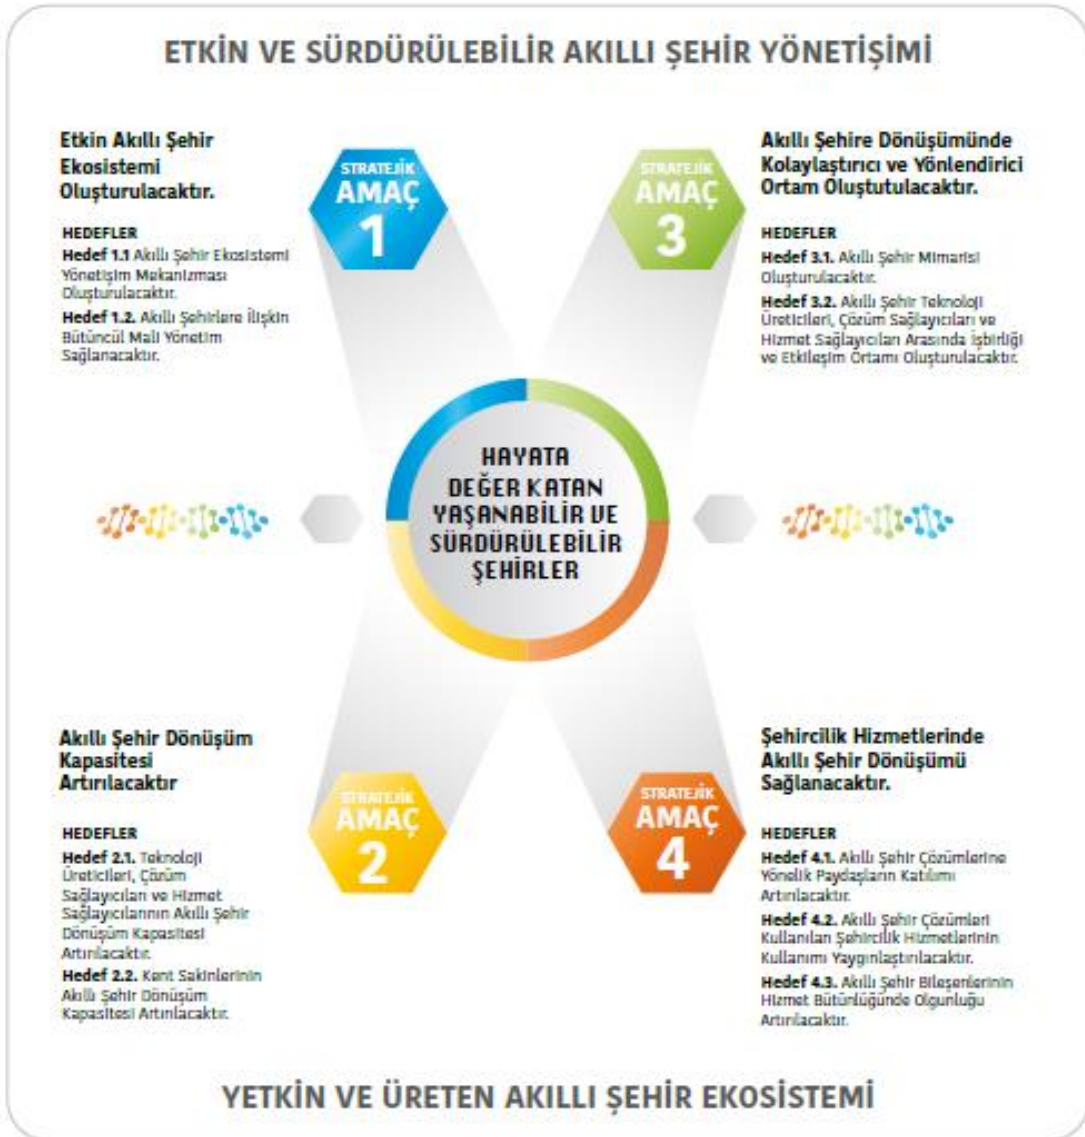 ETKİN VE SÜRDÜRÜLEBİLİR AKILLI ŞEHİR YÖNETİŞİMİ
Etkin Akıllı Şehir
Ekosistemi
Oluşturulacaktır.
HEDEFLER
Hedef 1.1 Akıllı Şehir Ekosistemi
Yönetişim Mekanizması
Oluşturulacaktır.
Hedef 1.2. Akıllı Şehirlere İlişkin
Bütüncül Mali Yönetim
Sağlanacaktır.
STRATEJİK
AMAÇ
1
STRATEJİK
AMAÇ
3
Akıllı Şehire Dönüşümünde
Kolaylaştırıcı ve Yönlendirici
Ortam Oluştutulacaktır.
HEDEFLER
Hedef 3.1. Akıllı Şehir Mimarisi
Oluşturulacaktır.
Hedef 3.2. Akıllı Şehir Teknoloji
Üreticileri, Çözüm Sağlayıcıları ve
Hizmet Sağlayıcıları Arasında İşbirliği
ve Etkileşim Ortamı Oluşturulacaktır.
HAYATA
DEĞER KATAN
YAŞANABİLİR VE
SÜRDÜRÜLEBİLİR
ŞEHİRLER
Akıllı Şehir Dönüşüm
Kapasitesi
Artırılacaktır
HEDEFLER
Hedef 2.1. Teknoloji
Üreticileri, Çözüm
Sağlayıcıları ve Hizmet
Sağlayıcılarının Akıllı Şehir
Dönüşüm Kapasitesi
Artırılacaktır.
Hedef 2.2. Kent Sakinlerinin
Akıllı Şehir Dönüşüm
Kapasitesi Artırılacaktır.
STRATEJİK
AMAÇ
2
STRATEJİK
AMAÇ
4
Şehircilik Hizmetlerinde
Akıllı Şehir Dönüşümü
Sağlanacaktır.
HEDEFLER
Hedef 4.1. Akıllı Şehir Çözümlerine
Yönelik Paydaşların Katılımı
Artırılacaktır.
Hedef 4.2. Akıllı Şehir Çözümleri
Kullanılan Şehircilik Hizmetlerinin
Kullanımı Yaygınlaştırılacaktır.
Hedef 4.3. Akıllı Şehir Bileşenlerinin
Hizmet Bütünlüğünde Olgunluğu
Artırılacaktır.
YETKİN VE ÜRETEN AKILLI ŞEHİR EKOSİSTEMİ